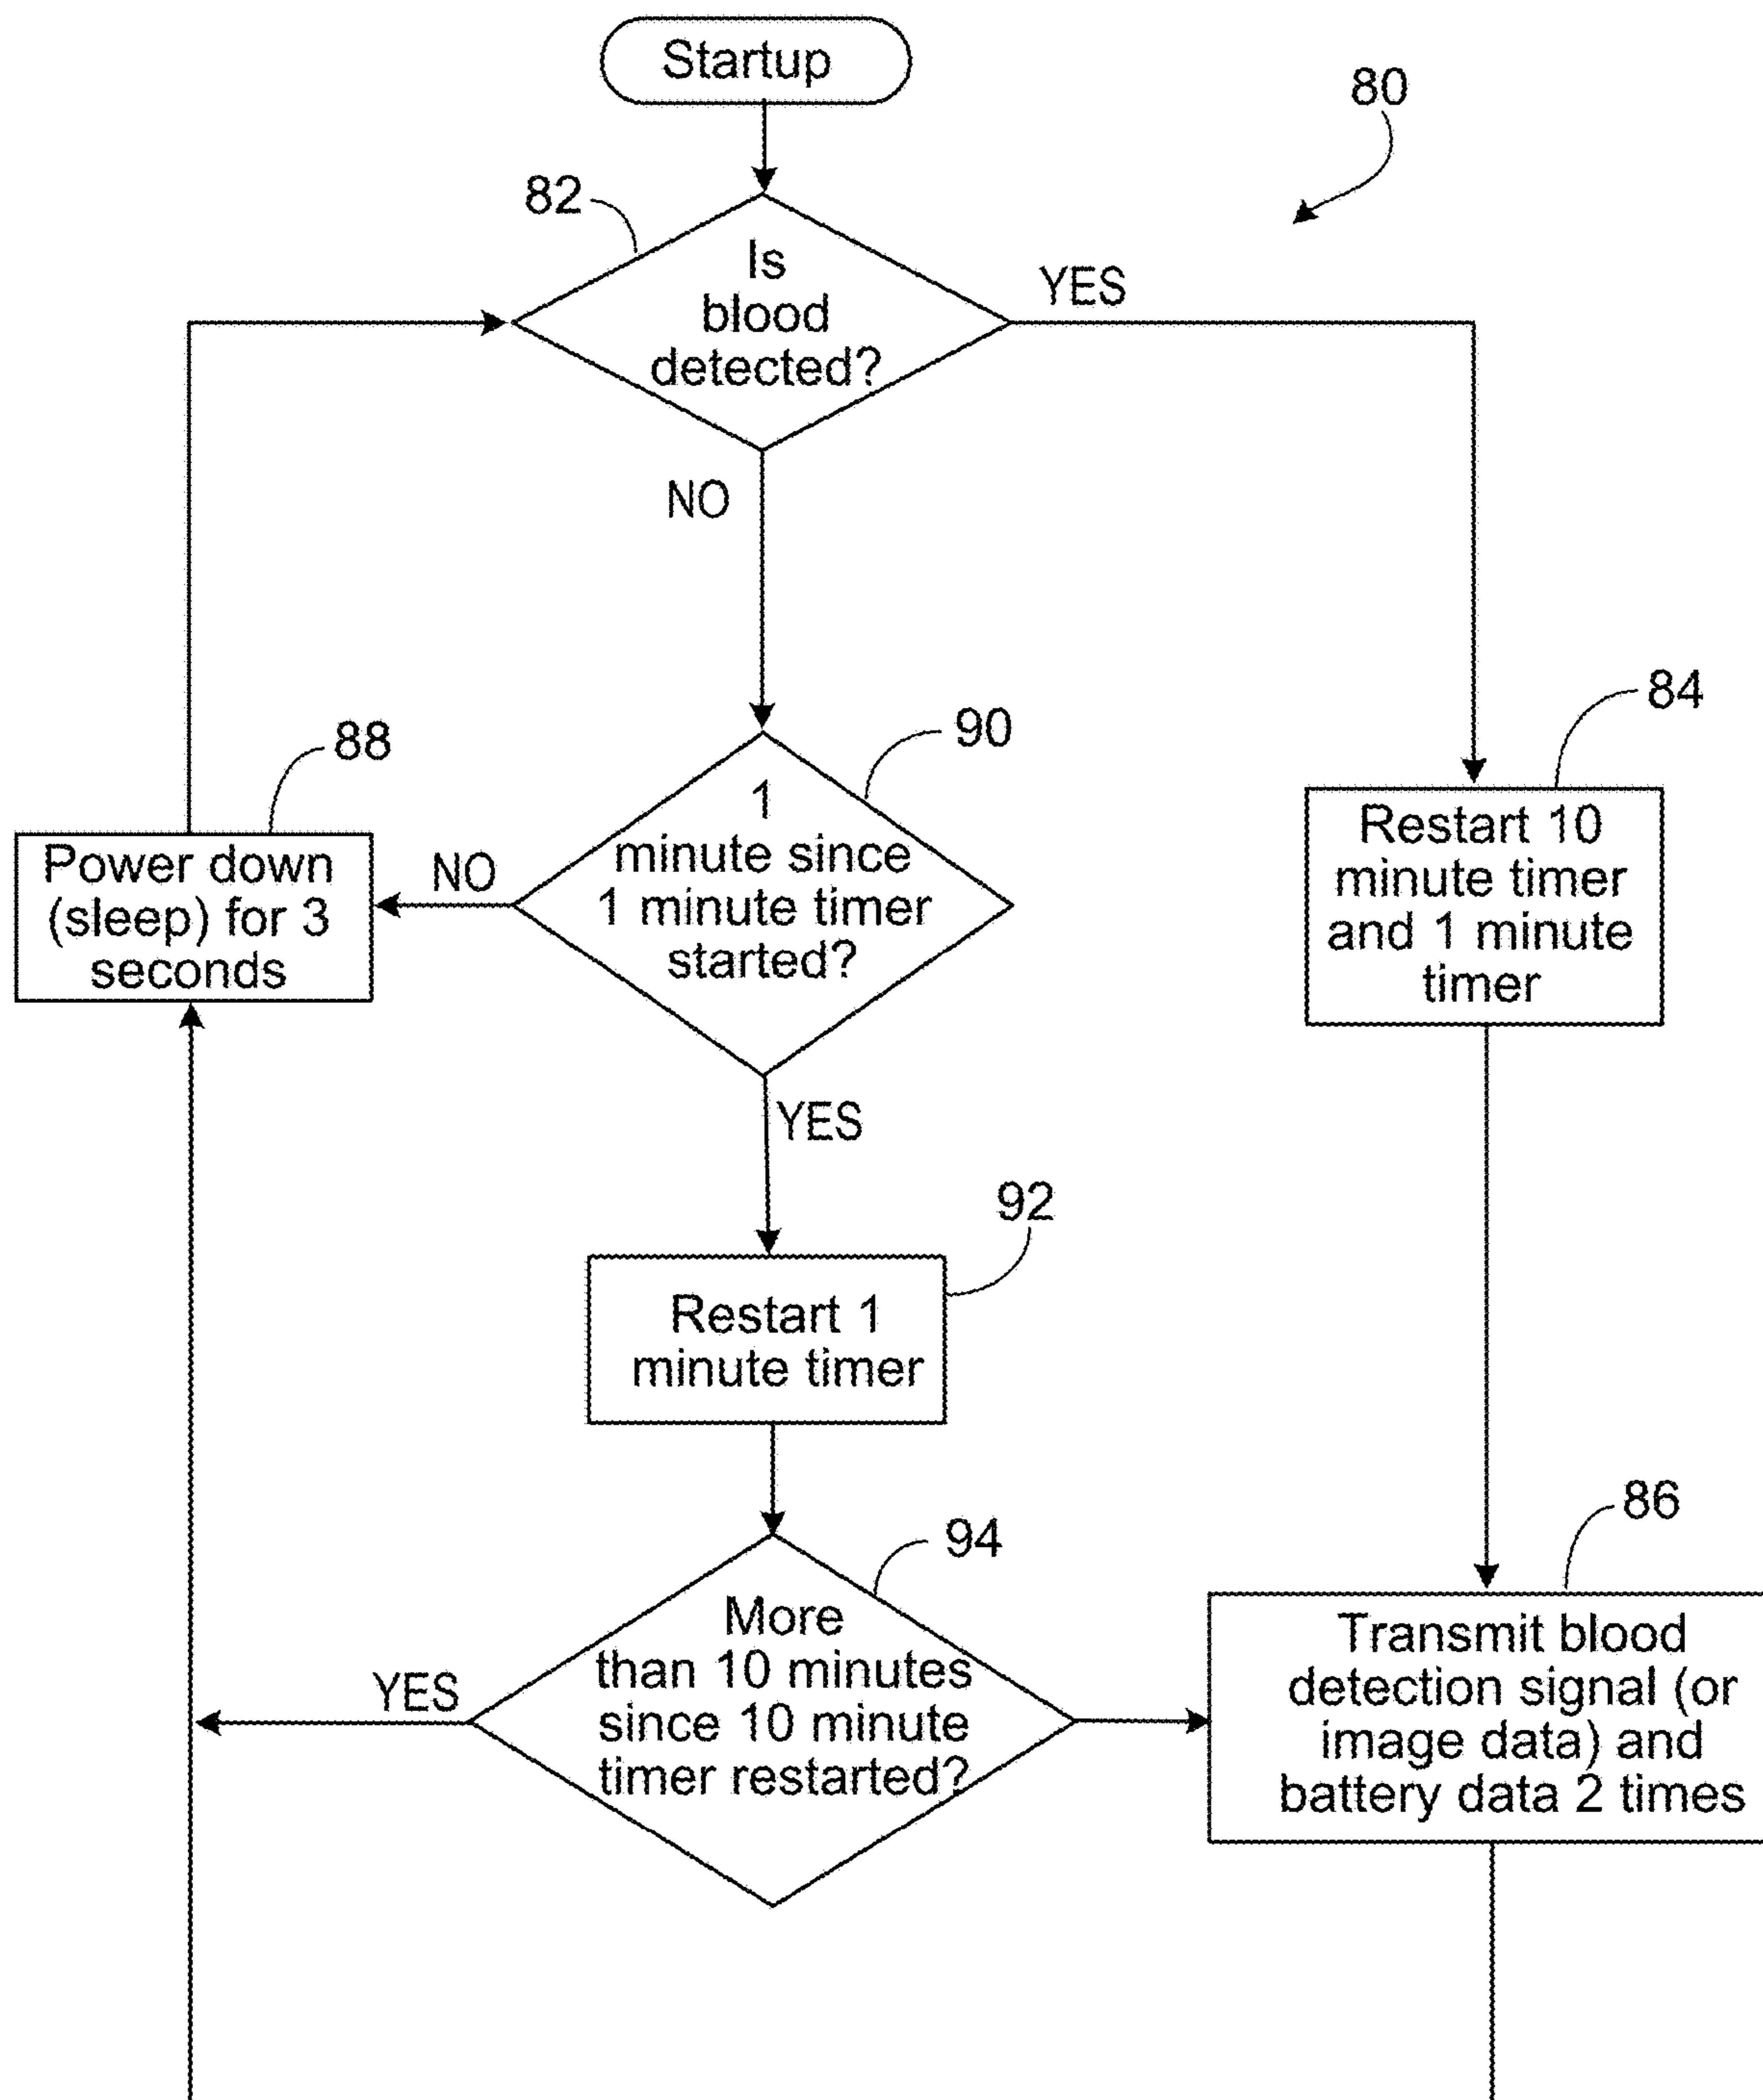 Startup
80
82
Is
blood
detected?
YES
NO
84
88
90
Power down
(sleep) for 3
seconds
NO
1
minute since
1 minute timer
started?
Restart 10
minute timer
and 1 minute
timer
YES
92
Restart 1
minute timer
94
86
More
than 10 minutes
since 10 minute
timer restarted?
YES
Transmit blood
detection signal (or
image data) and
battery data 2 times